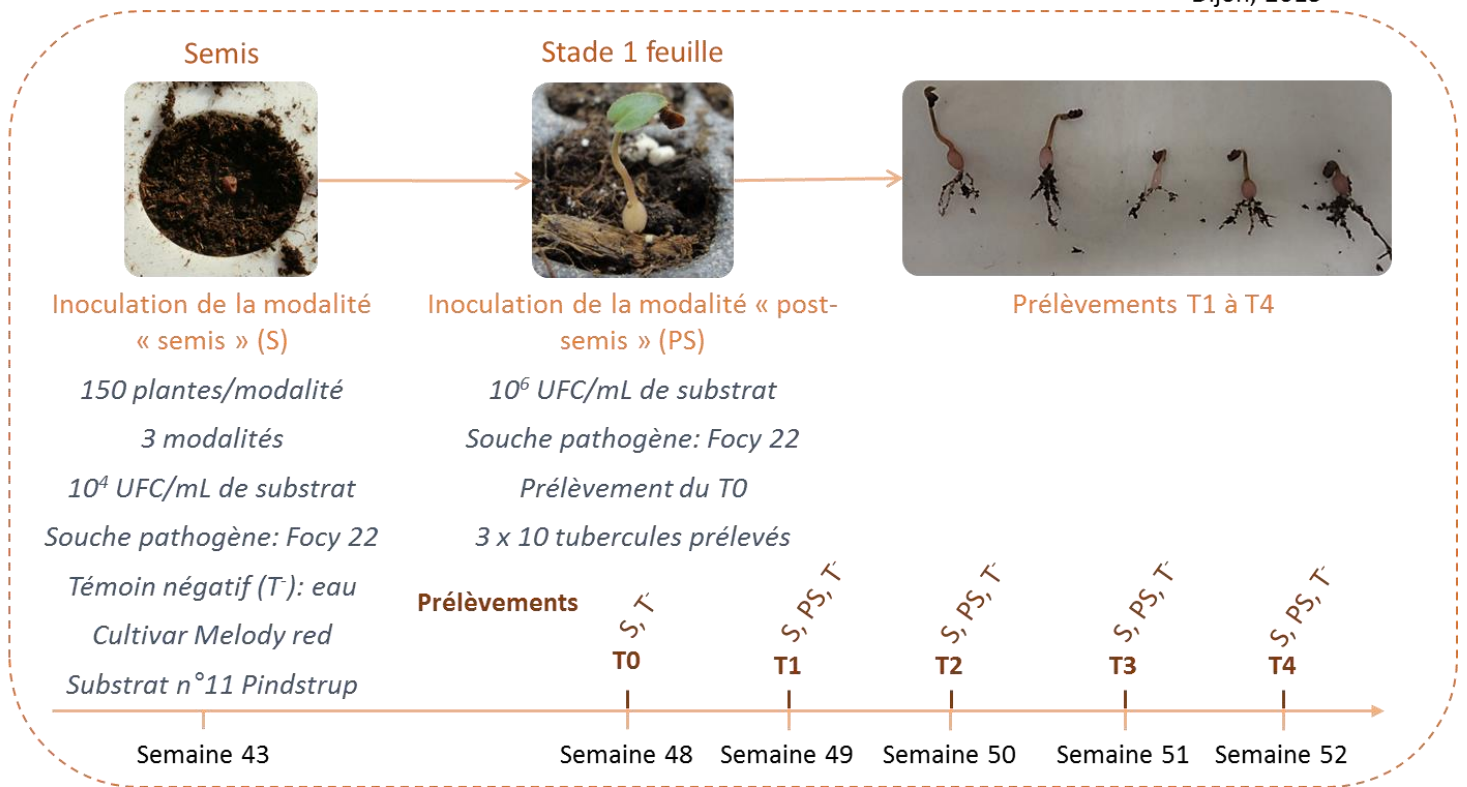 Semis
Stade 1 feuille
Inoculation de la modalité
« semis » (S)
Inoculation de la modalité « post-
semis » (PS)
Prélèvements T1 à T4
150 plantes/modalité
3 modalités
10⁴ UFC/mL de substrat
Souche pathogène: Focy 22
Témoin négatif (T⁻): eau
Cultivar Melody red
Substrat n°11 Pindstrup
10⁶ UFC/mL de substrat
Souche pathogène: Focy 22
Prélèvement du T0
3 x 10 tubercules prélevés
Prélèvements
S, T⁻
S, PS, T⁻
S, PS, T⁻
S, PS, T⁻
S, PS, T⁻
T0
T1
T2
T3
T4
Semaine 43
Semaine 48
Semaine 49
Semaine 50
Semaine 51
Semaine 52